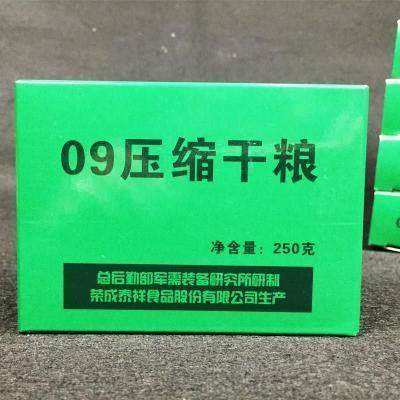 09压缩干粮
净含量：250克
总后勤部军需装备研究所研制
荣成泰祥食品股份有限公司生产